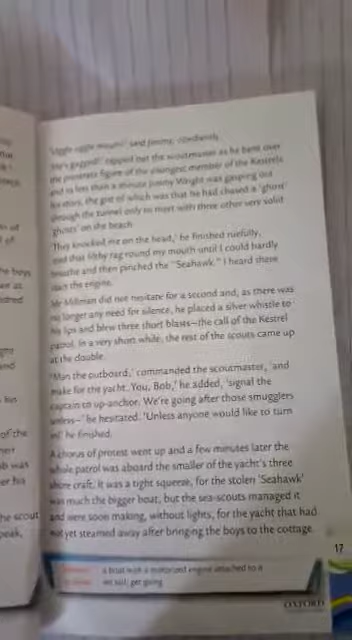 said Jimmy,
gagged!' rapped out the scoutmaster as he bent over
the prostrate figure of the youngest member of the Kestrels
and in less than a minute Jimmy Wright was gasping out
his story, the gist of which was that he had chased a 'ghost'
through the tunnel only to meet with three other very solid
'ghosts' on the beach.
'They knocked me on the head,' he finished ruefully,
'and that filthy rag round my mouth until I could hardly
breathe and then pinched the "Seahawk." I heard them
start the engine.
Mr Millman did not hesitate for a second and, as there was
no longer any need for silence, he placed a silver whistle to
his lips and blew three short blasts—the call of the Kestrel
patrol. In a very short while, the rest of the scouts came up
at the double.
'Man the outboard,' commanded the scoutmaster, 'and
make for the yacht. You, Bob,' he added, 'signal the
captain to up-anchor. We're going after those smugglers
unless—' he hesitated. 'Unless anyone would like to turn
in!' he finished.
A chorus of protest went up and a few minutes later the
whole patrol was aboard the smaller of the yacht's three
shore craft. It was a tight squeeze, for the stolen 'Seahawk'
was much the bigger boat, but the sea-scouts managed it
and were soon making, without lights, for the yacht that had
not yet steamed away after bringing the boys to the cottage.
17
a boat with a motorized engine attached to it
set sail; get going
OXFORD
he boys
of the
he scout